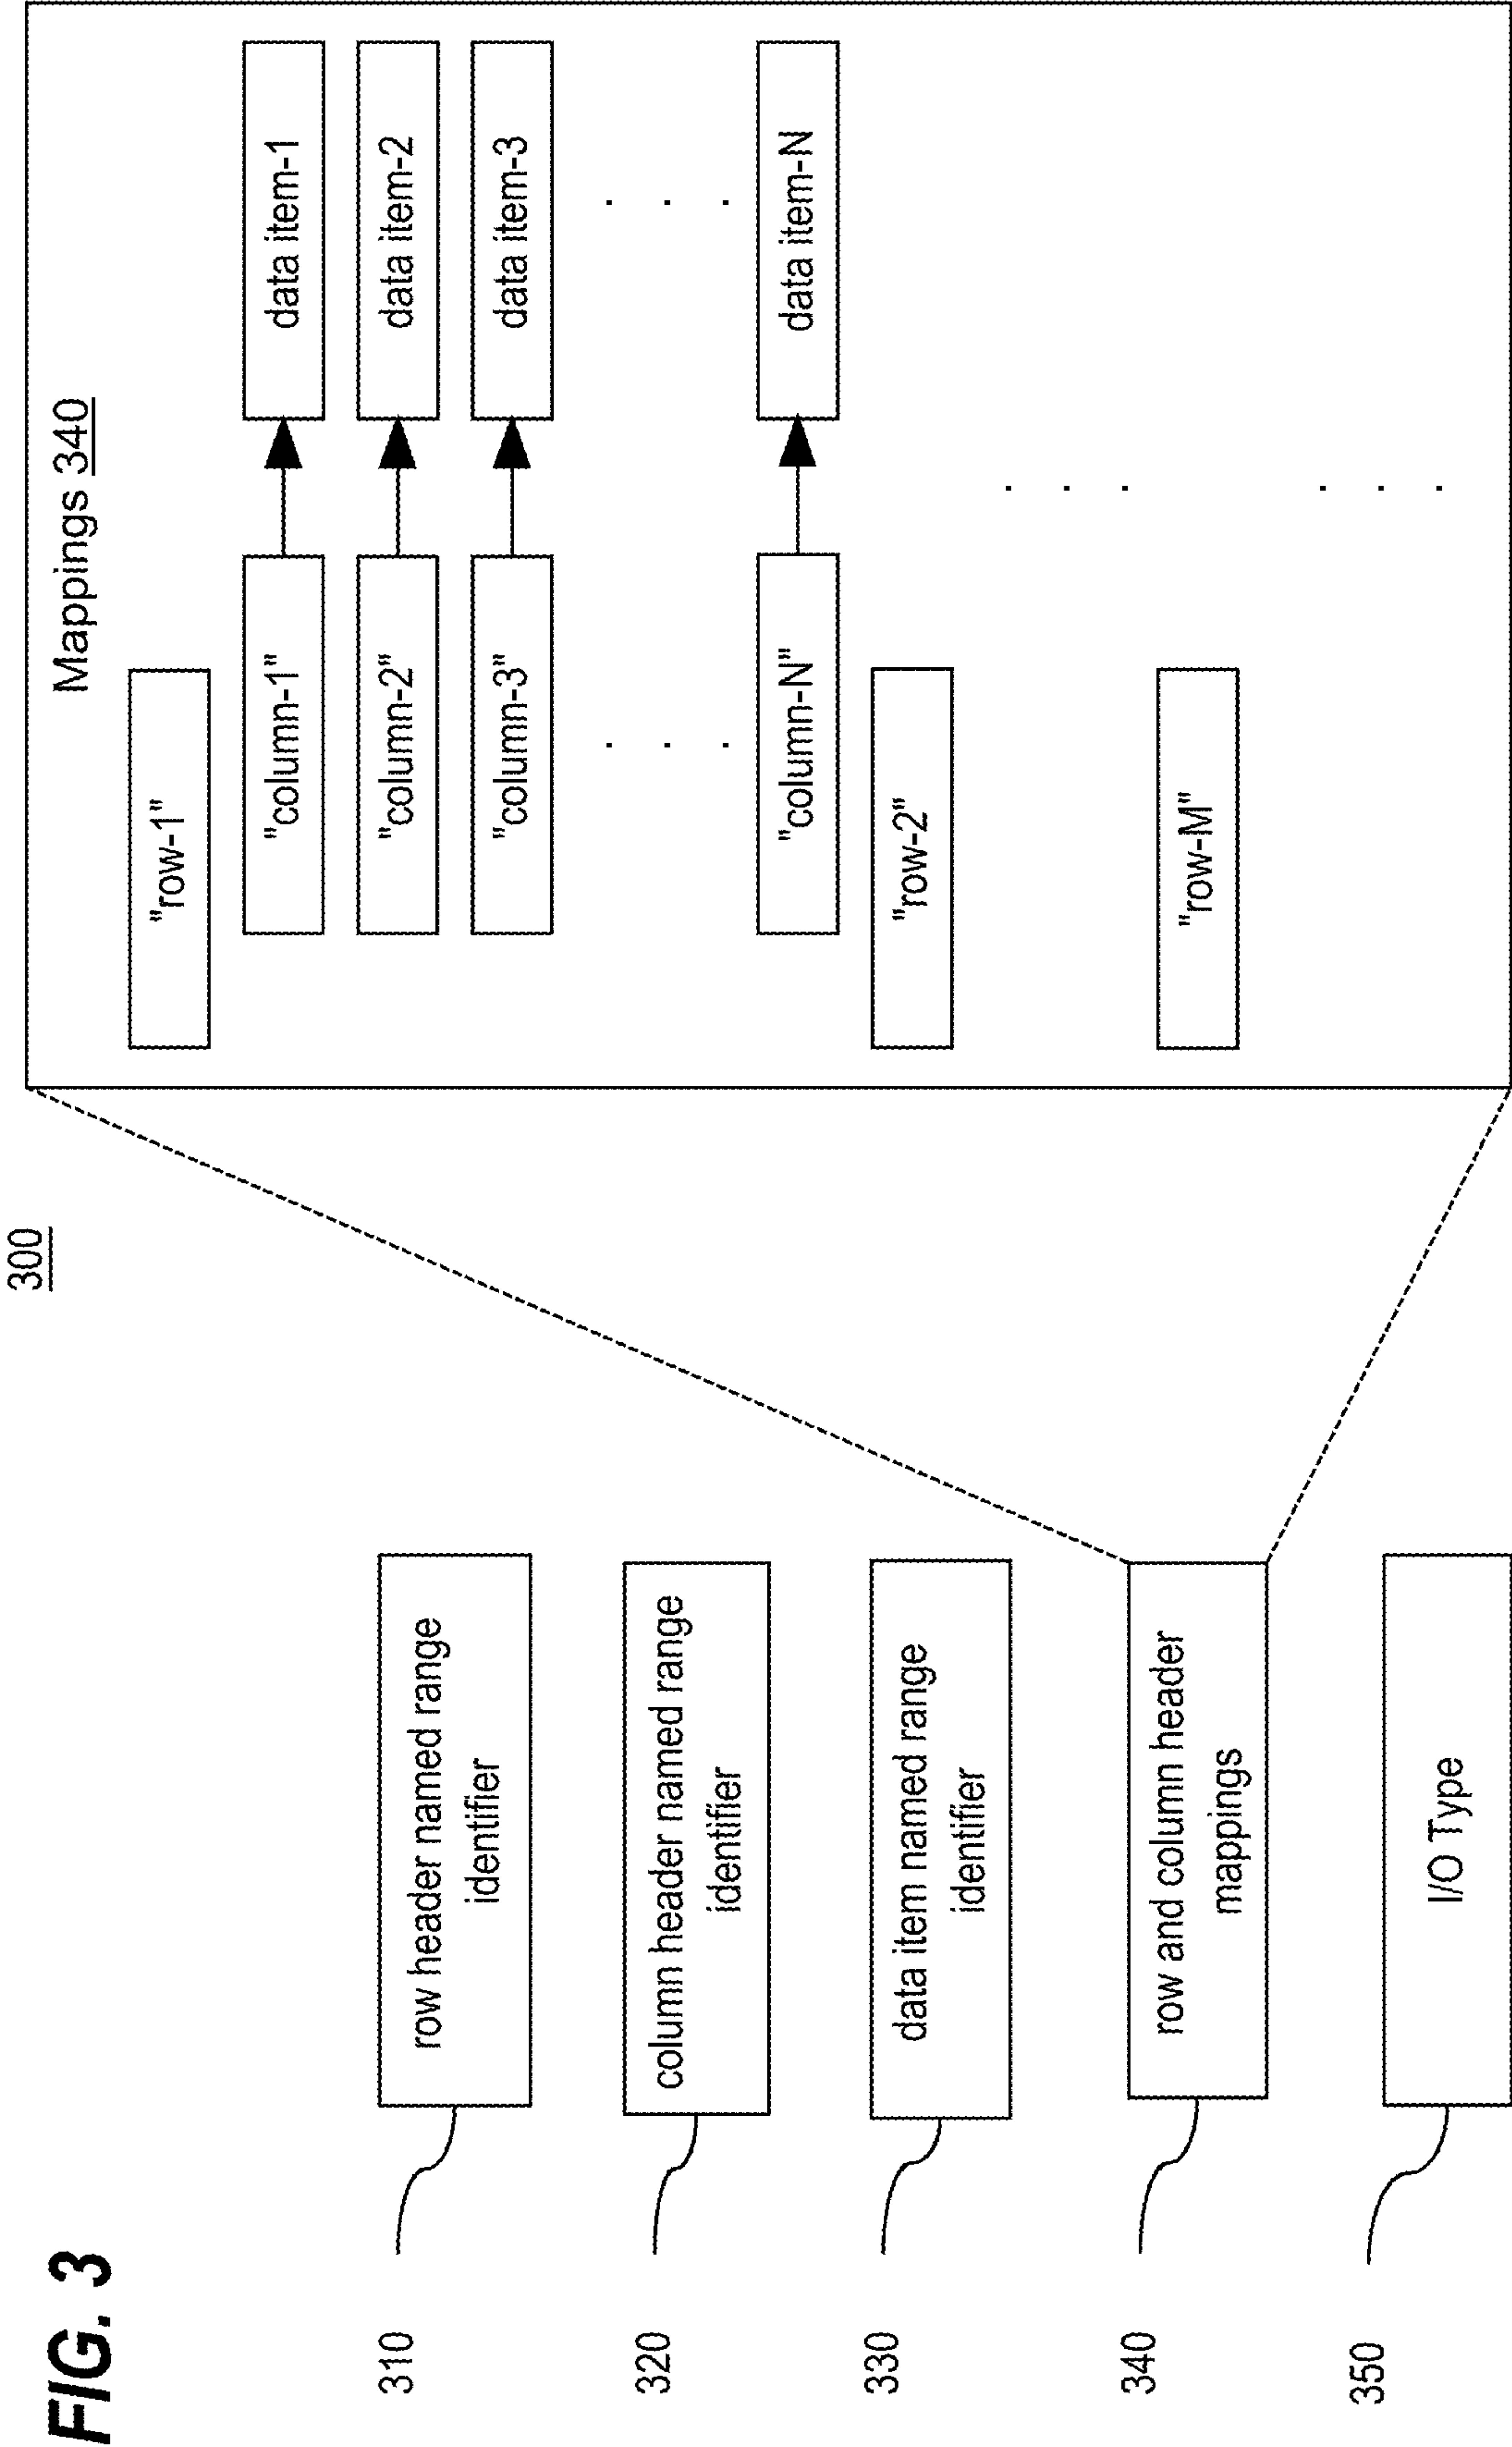 FIG. 3
300
310
row header named range
identifier
320
column header named range
identifier
330
data item named range
identifier
340
row and column header
mappings
350
I/O Type
Mappings 340
"row-1"
"column-1"
data item-1
"column-2"
data item-2
"column-3"
data item-3
. . .
. . .
"column-N"
data item-N
"row-2"
. . .
"row-M"
. . .